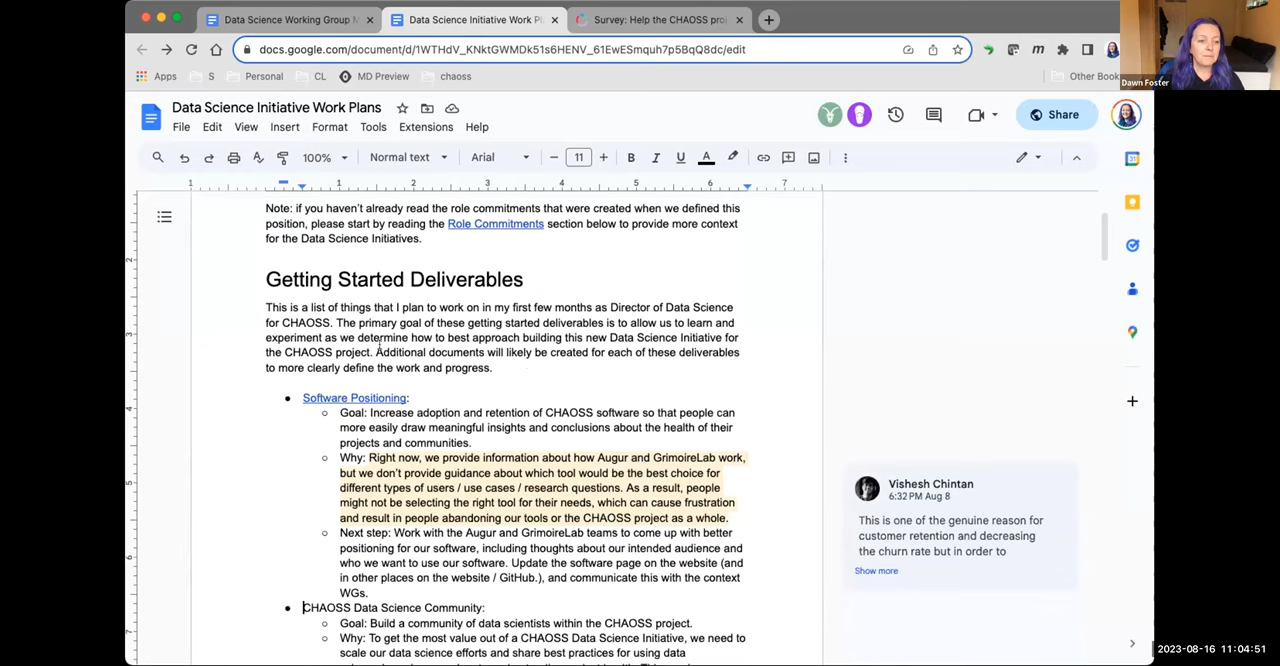 Data Science Working Group M
Data Science Initiative Work Pla
Survey: Help the CHAOSS proj
docs.google.com/document/d/1WTHdV_KNktGWMDk51s6HENV_61EwESmquh7p5BqQ8dc/edit
Apps
S
Personal
CL
MD Preview
chaoss
Other Book
Dawn Foster
Data Science Initiative Work Plans
File Edit View Insert Format Tools Extensions Help
Share
100% Normal text Arial 11
1 1 2 3 4 5 6 7
Note: if you haven't already read the role commitments that were created when we defined this
position, please start by reading the Role Commitments section below to provide more context
for the Data Science Initiatives.
Getting Started Deliverables
This is a list of things that I plan to work on in my first few months as Director of Data Science
for CHAOSS. The primary goal of these getting started deliverables is to allow us to learn and
experiment as we determine how to best approach building this new Data Science Initiative for
the CHAOSS project. Additional documents will likely be created for each of these deliverables
to more clearly define the work and progress.
Software Positioning:
Goal: Increase adoption and retention of CHAOSS software so that people can
more easily draw meaningful insights and conclusions about the health of their
projects and communities.
Why: Right now, we provide information about how Augur and GrimoireLab work,
but we don't provide guidance about which tool would be the best choice for
different types of users / use cases / research questions. As a result, people
might not be selecting the right tool for their needs, which can cause frustration
and result in people abandoning our tools or the CHAOSS project as a whole.
Next step: Work with the Augur and GrimoireLab teams to come up with better
positioning for our software, including thoughts about our intended audience and
who we want to use our software. Update the software page on the website (and
in other places on the website / GitHub.), and communicate this with the context
WGs.
CHAOSS Data Science Community:
Goal: Build a community of data scientists within the CHAOSS project.
Why: To get the most value out of a CHAOSS Data Science Initiative, we need to
scale our data science efforts and share best practices for using data
Vishesh Chintan
6:32 PM Aug 8
This is one of the genuine reason for
customer retention and decreasing
the churn rate but in order to
Show more
2023-08-16 11:04:51